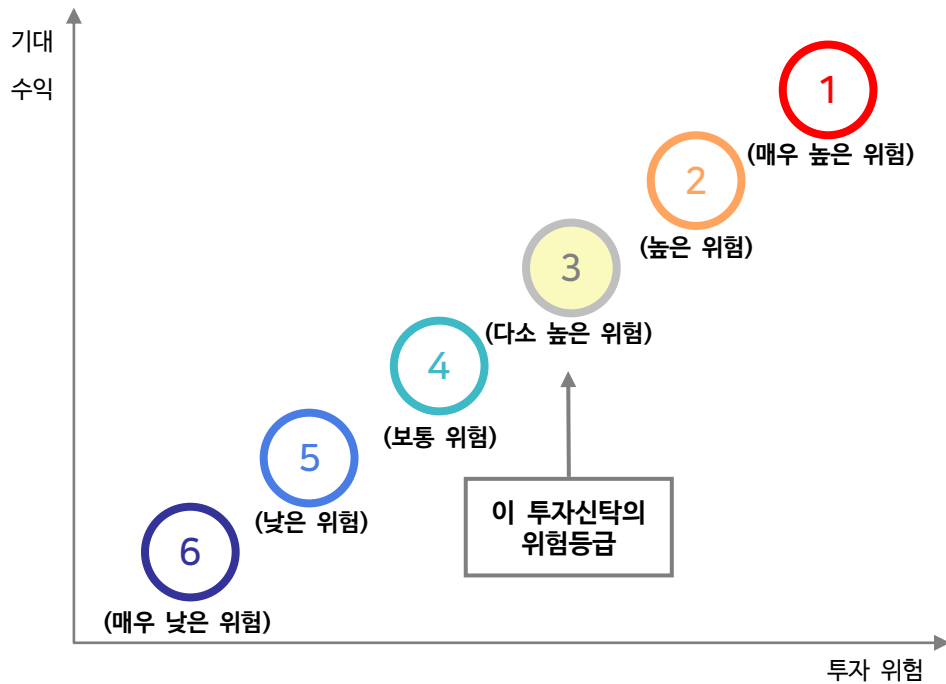 기대
수익
1
(매우 높은 위험)
2
(높은 위험)
3
(다소 높은 위험)
4
(보통 위험)
5
(낮은 위험)
6
(매우 낮은 위험)
이 투자신탁의
위험등급
투자 위험